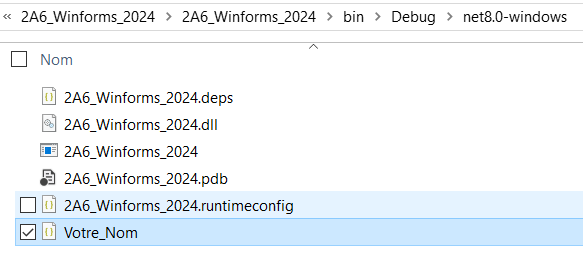 « 2A6_Winforms_2024 > 2A6_Winforms_2024 > bin > Debug > net8.0-windows
Nom
2A6_Winforms_2024.deps
2A6_Winforms_2024.dll
2A6_Winforms_2024
2A6_Winforms_2024.pdb
2A6_Winforms_2024.runtimeconfig
Votre_Nom